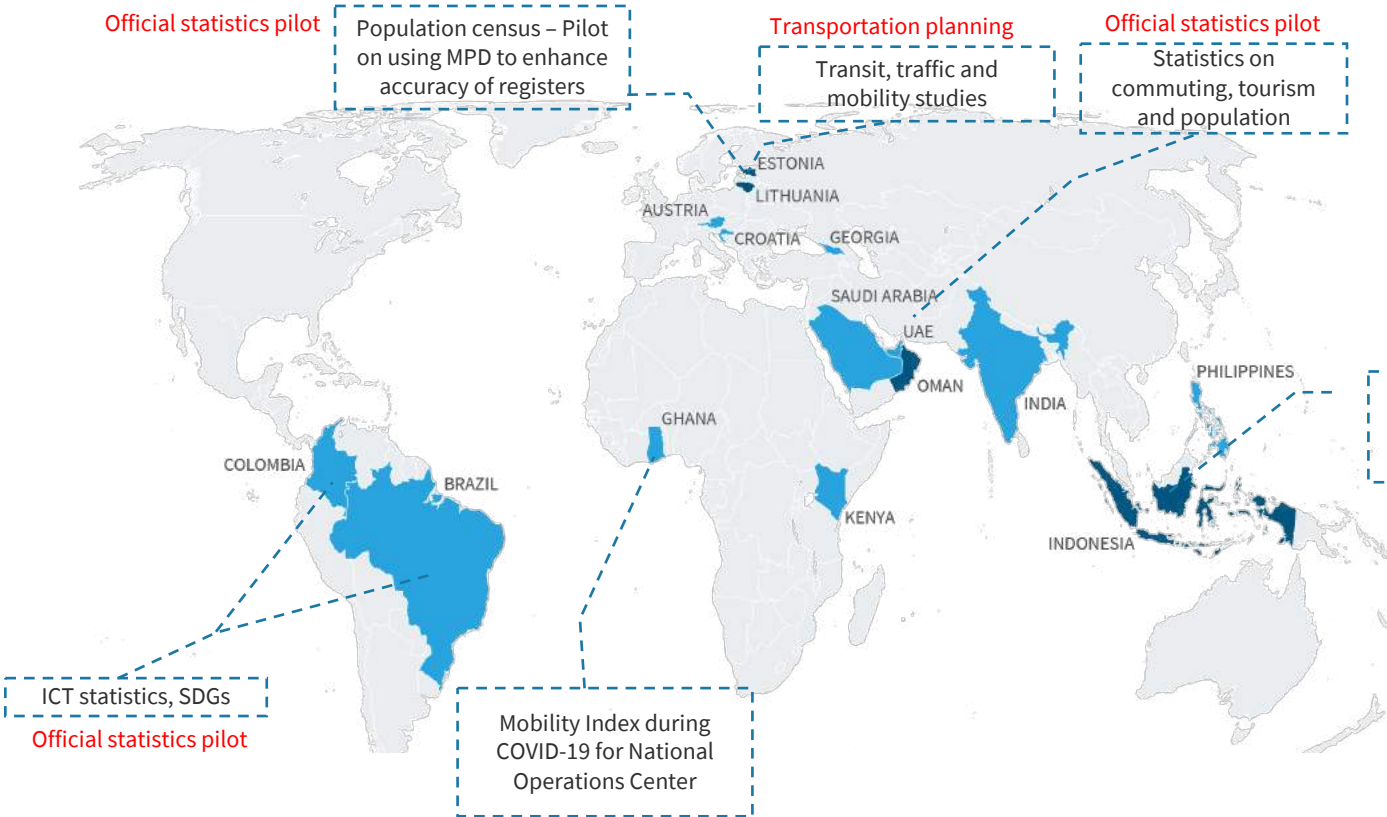 Official statistics pilot
Population census – Pilot
on using MPD to enhance
accuracy of registers
Transportation planning
Transit, traffic and
mobility studies
Official statistics pilot
Statistics on
commuting, tourism
and population
ESTONIA
LITHUANIA
AUSTRIA
CROATIA
GEORGIA
SAUDI ARABIA
UAE
OMAN
INDIA
PHILIPPINES
GHANA
COLOMBIA
BRAZIL
KENYA
INDONESIA
ICT statistics, SDGs
Official statistics pilot
Mobility Index during
COVID-19 for National
Operations Center